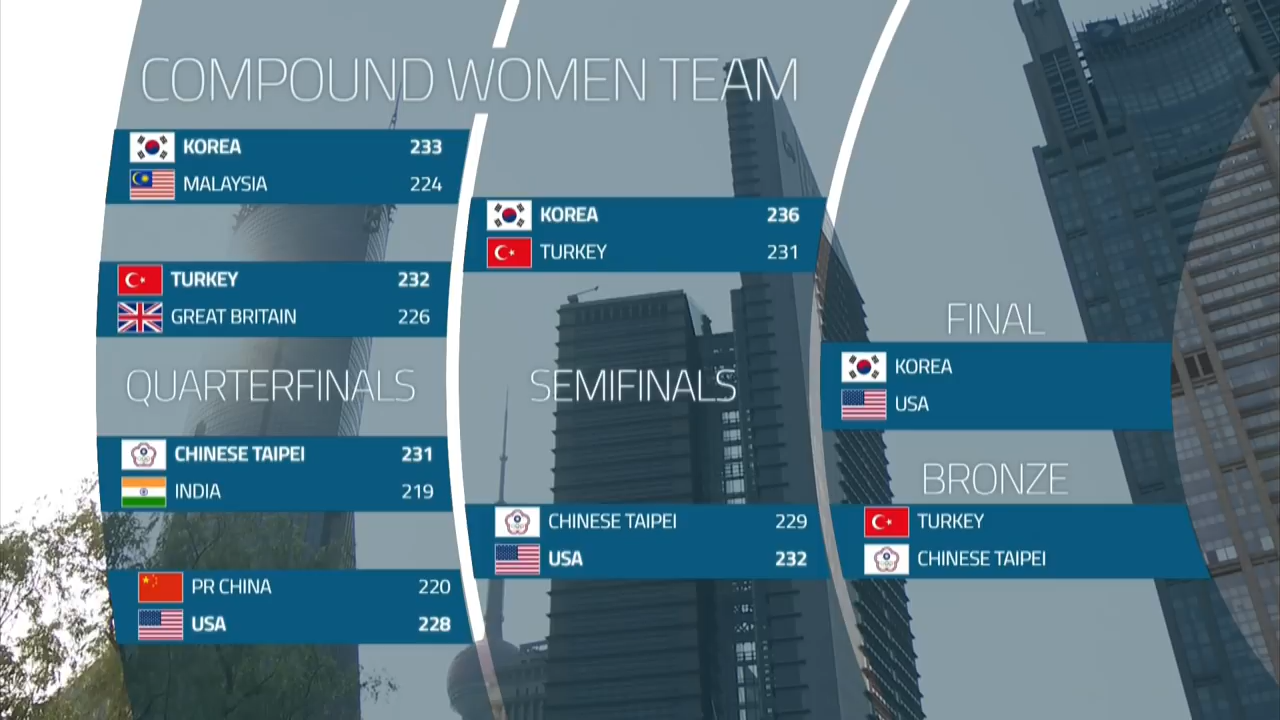 COMPOUND WOMEN TEAM
KOREA 233
MALAYSIA 224
TURKEY 232
GREAT BRITAIN 226
QUARTERFINALS
CHINESE TAIPEI 231
INDIA 219
PR CHINA 220
USA 228
KOREA 236
TURKEY 231
SEMIFINALS
CHINESE TAIPEI 229
USA 232
FINAL
KOREA
USA
BRONZE
TURKEY
CHINESE TAIPEI